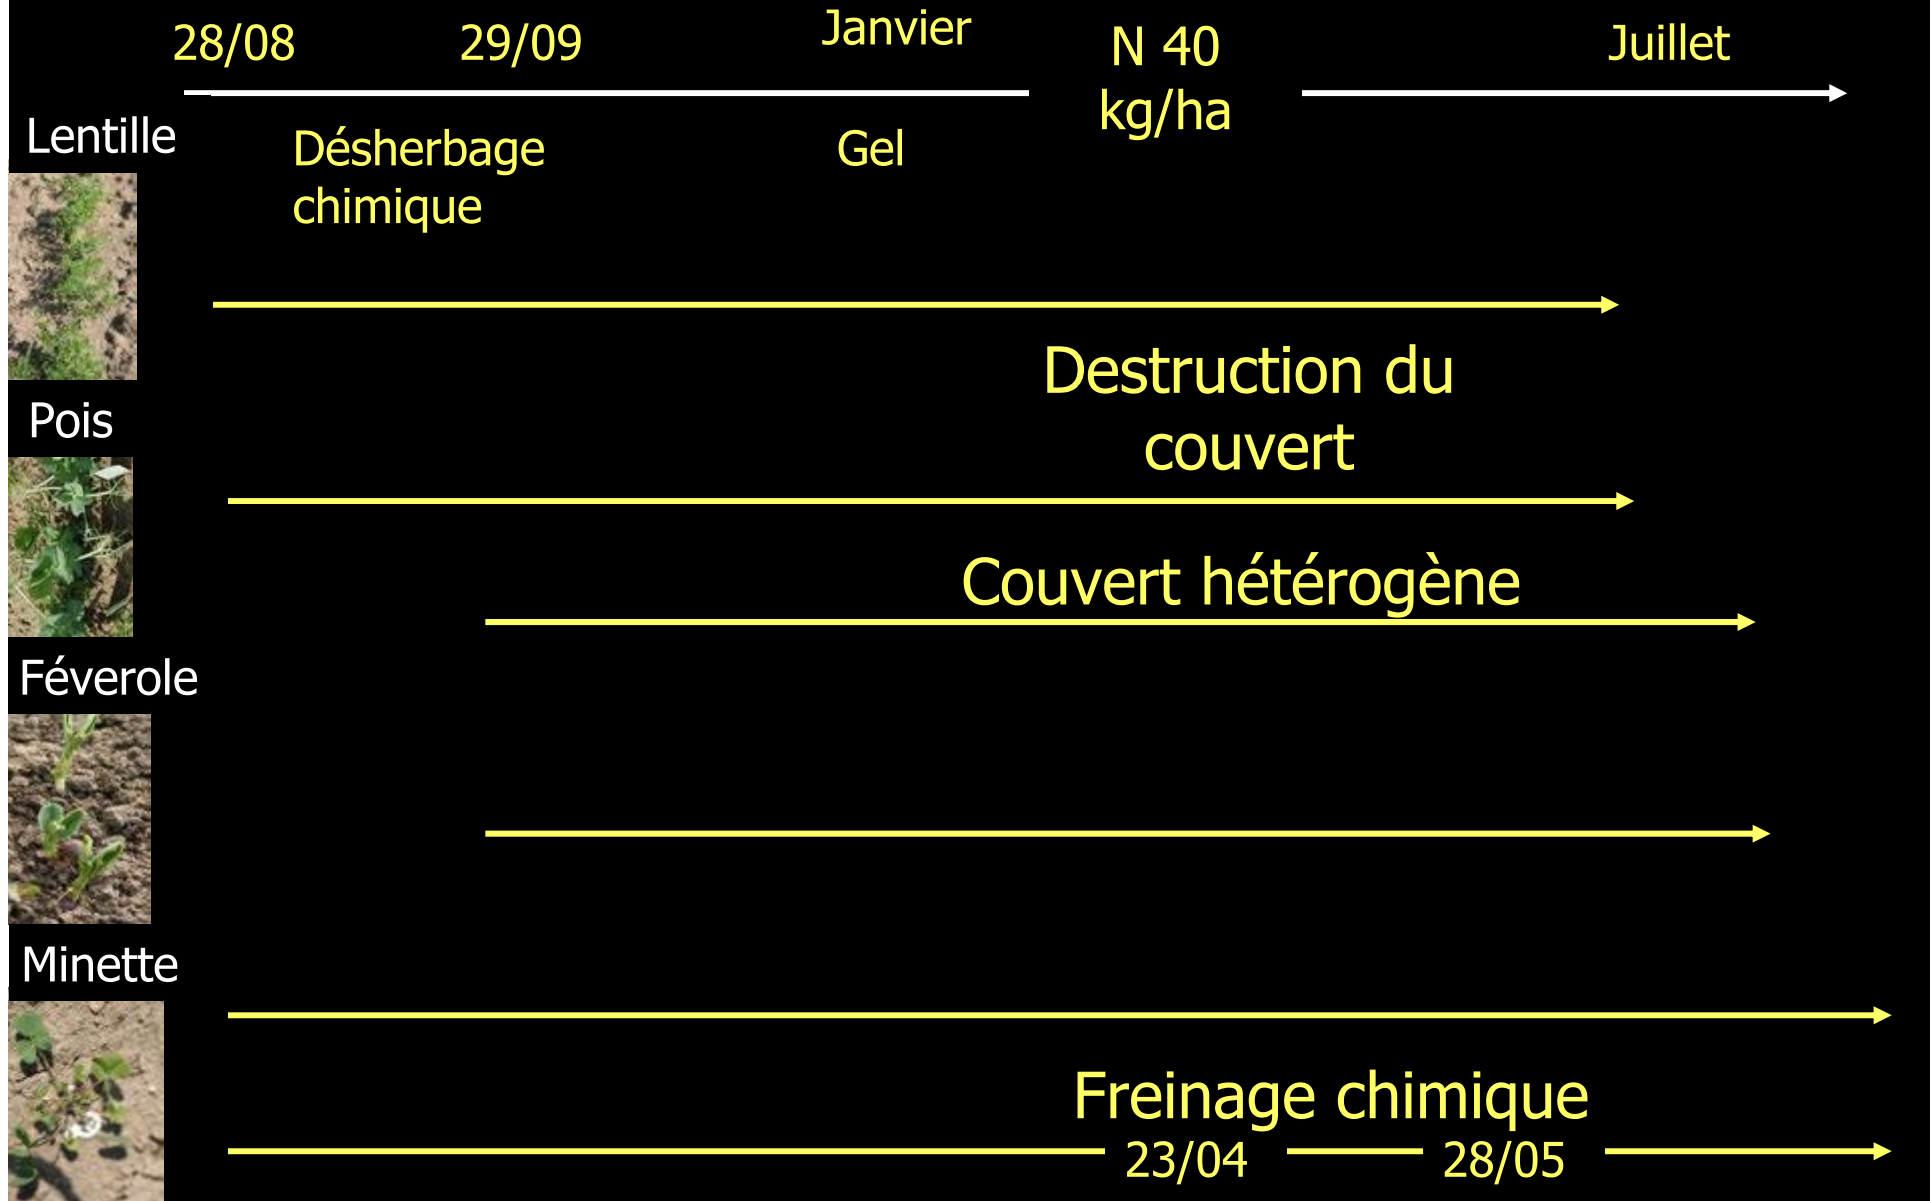 28/08
29/09
Janvier
N 40
kg/ha
Juillet
Lentille
Désherbage
chimique
Gel
Destruction du
couvert
Pois
Couvert hétérogène
Féverole
Minette
Freinage chimique
23/04
28/05